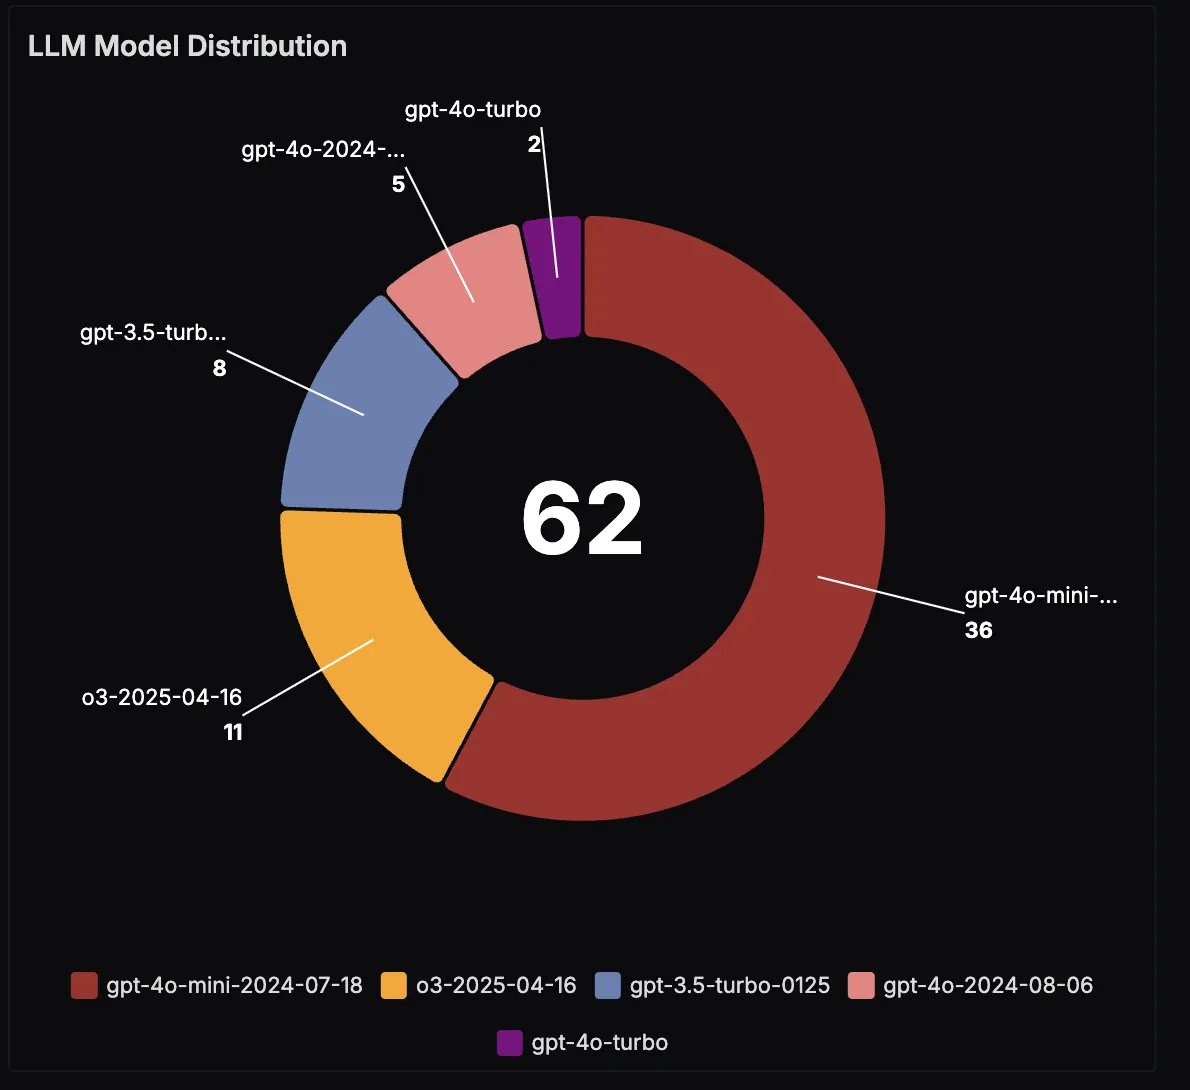 LLM Model Distribution
gpt-4o-turbo
2
gpt-4o-2024-...
5
gpt-3.5-turb...
8
62
gpt-4o-mini-...
36
o3-2025-04-16
11
gpt-4o-mini-2024-07-18 o3-2025-04-16 gpt-3.5-turbo-0125 gpt-4o-2024-08-06
gpt-4o-turbo